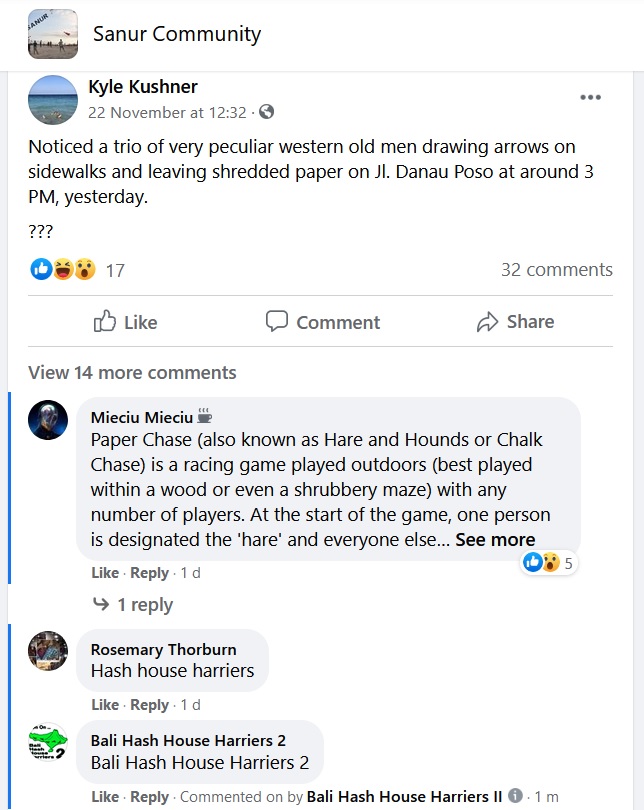 SANUR
Sanur Community
Kyle Kushner
22 November at 12:32 ·
Noticed a trio of very peculiar western old men drawing arrows on
sidewalks and leaving shredded paper on Jl. Danau Poso at around 3
PM, yesterday.
???
17
32 comments
Like
Comment
Share
View 14 more comments
Mieciu Mieciu
Paper Chase (also known as Hare and Hounds or Chalk
Chase) is a racing game played outdoors (best played
within a wood or even a shrubbery maze) with any
number of players. At the start of the game, one person
is designated the 'hare' and everyone else... See more
5
Like · Reply · 1 d
1 reply
Rosemary Thorburn
Hash house harriers
Like · Reply · 1 d
Bali Hash House Harriers 2
Bali Hash House Harriers 2
Like · Reply · Commented on by Bali Hash House Harriers II · 1 m